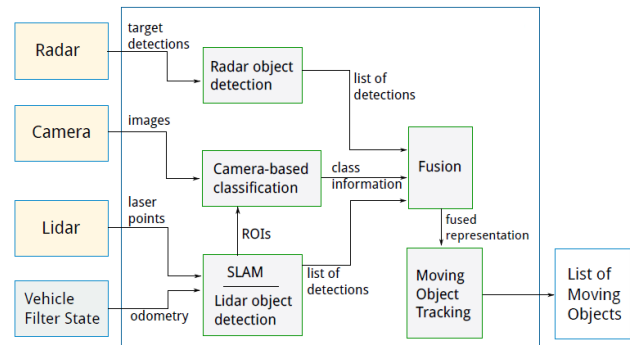 Radar
target
detections
Radar object
detection
list of
detections
Camera
images
Camera-based
classification
class
information
Fusion
Lidar
laser
points
ROIs
fused
representation
SLAM
Lidar object
detection
list of
detections
Moving
Object
Tracking
List of
Moving
Objects
Vehicle
Filter State
odometry